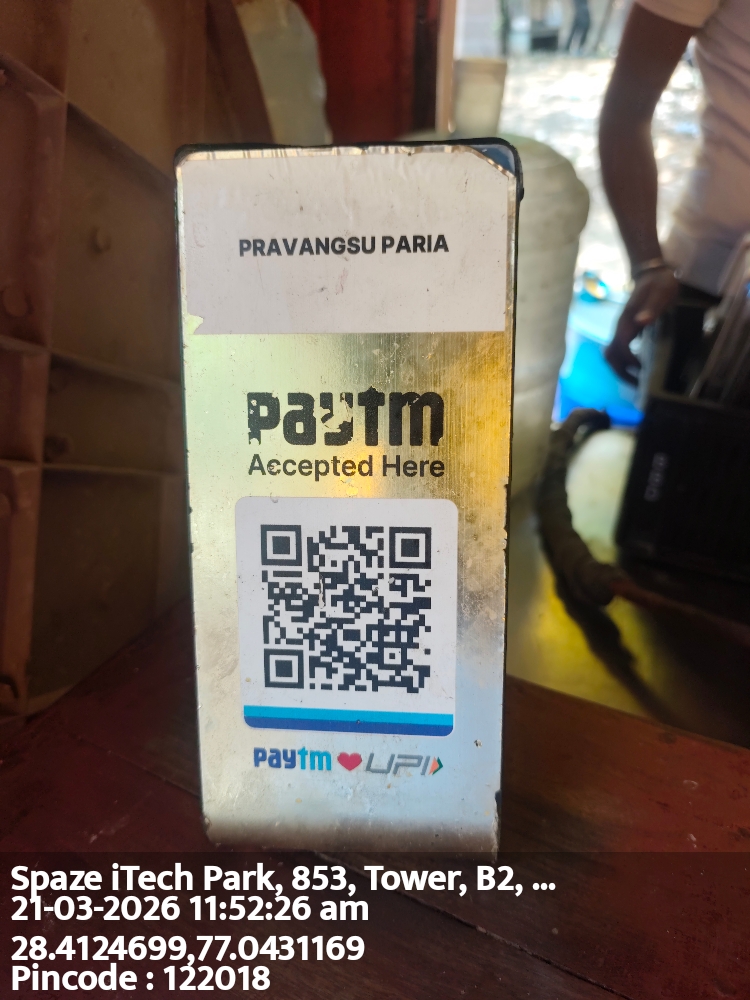 PRAVANGSU PARIA
paytm
Accepted Here
paytm UPI
Spaze iTech Park, 853, Tower, B2, ...
21-03-2026 11:52:26 am
28.4124699,77.0431169
Pincode : 122018